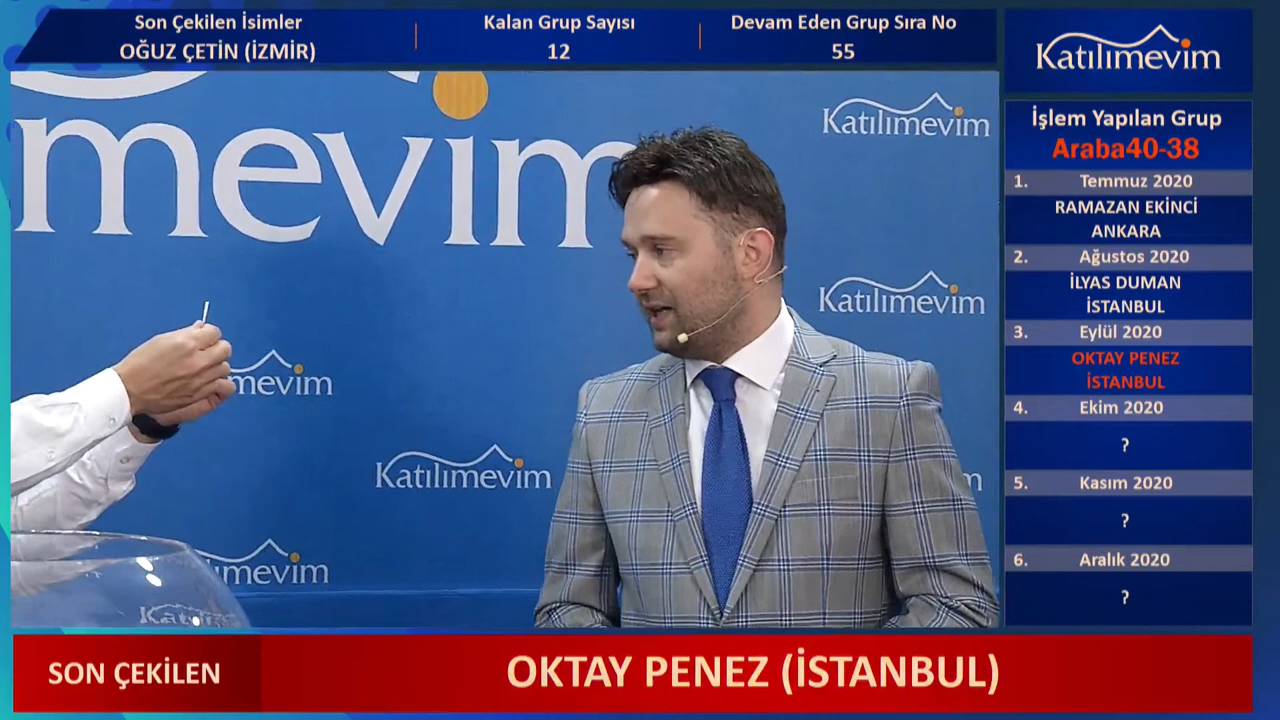 Son Çekilen İsimler
OĞUZ ÇETİN (İZMİR)
Kalan Grup Sayısı
12
Devam Eden Grup Sıra No
55
Katılımevim
İşlem Yapılan Grup
Araba40-38
1. Temmuz 2020
RAMAZAN EKİNCİ
ANKARA
2. Ağustos 2020
İLYAS DUMAN
İSTANBUL
3. Eylül 2020
OKTAY PENEZ
İSTANBUL
4. Ekim 2020
?
5. Kasım 2020
?
6. Aralık 2020
?
mevim
Katılımevim
Katılımevim
mevim
Katılımevim
m
ımevim
Katılımevim
SON ÇEKİLEN
OKTAY PENEZ (İSTANBUL)